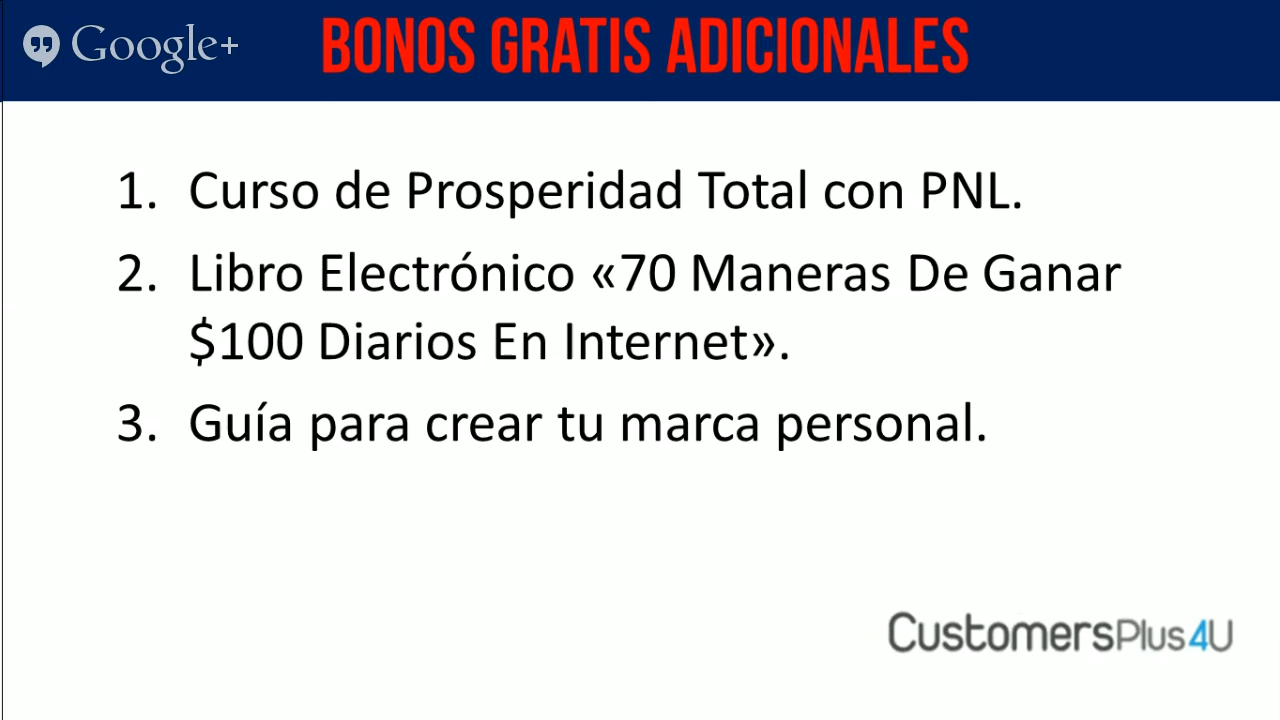 Google+
BONOS GRATIS ADICIONALES
1. Curso de Prosperidad Total con PNL.
2. Libro Electrónico «70 Maneras De Ganar
$100 Diarios En Internet».
3. Guía para crear tu marca personal.
CustomersPlus4U